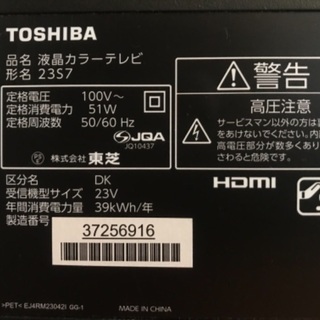 TOSHIBA
品名 液晶カラーテレビ
形名 23S7
定格電圧 100V～
定格消費電力 51W
定格周波数 50/60 Hz
JQA
JQ10437
株式会社 東芝
警告
高圧注意
サービスマン以外の方
をあけないでください。内
高電圧部分が数多くあり
わさると危険です。
区分名 DK
受信機型サイズ 23V
年間消費電力量 39kWh/年
製造番号
37256916
HDMI
>PET< EJ4RM23042I GG-1
MADE IN CHINA